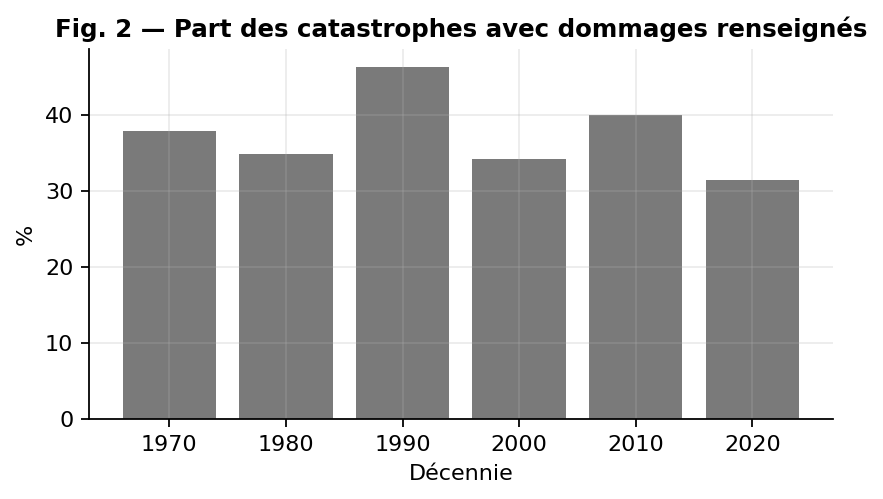 Fig. 2 — Part des catastrophes avec dommages renseignés
%
40
30
20
10
0
1970 1980 1990 2000 2010 2020
Décennie